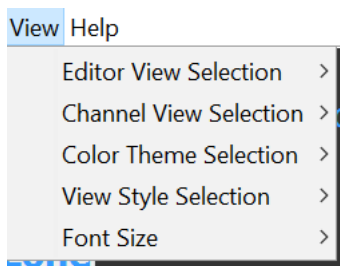 View Help
Editor View Selection
Channel View Selection
Color Theme Selection
View Style Selection
Font Size